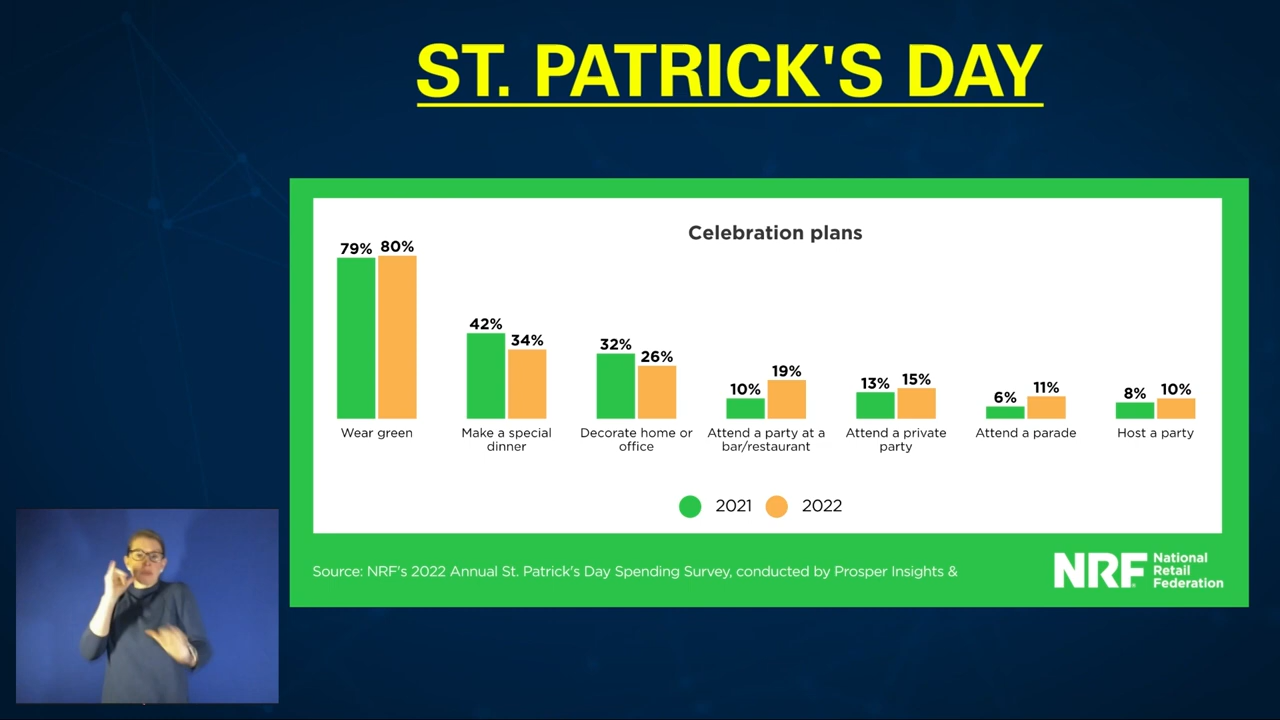 ST. PATRICK'S DAY
Celebration plans
79% 80%
42% 34%
32% 26%
10% 19%
13% 15%
6% 11%
8% 10%
Wear green
Make a special
dinner
Decorate home or
office
Attend a party at a
bar/restaurant
Attend a private
party
Attend a parade
Host a party
2021 2022
Source: NRF's 2022 Annual St. Patrick's Day Spending Survey, conducted by Prosper Insights &
NRF
National
Retail
Federation